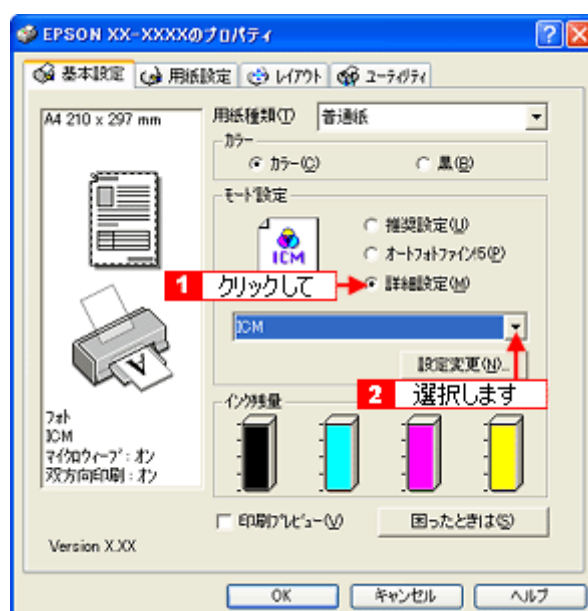 EPSON XX-XXXXのプロパティ
基本設定
用紙設定
レイアウト
ユーティリティ
A4 210 x 297 mm
用紙種類(T)
普通紙
カラー
カラー(C)
黒(B)
モード設定
ICM
推奨設定(U)
オートフォトファイン!5(P)
1 クリックして
詳細設定(M)
ICM
設定変更(N)...
2 選択します
インク残量
フォト
ICM
マイクロウィーブ : オン
双方向印刷 : オン
印刷プレビュー(V)
困ったときは(S)
Version X.XX
OK
キャンセル
ヘルプ